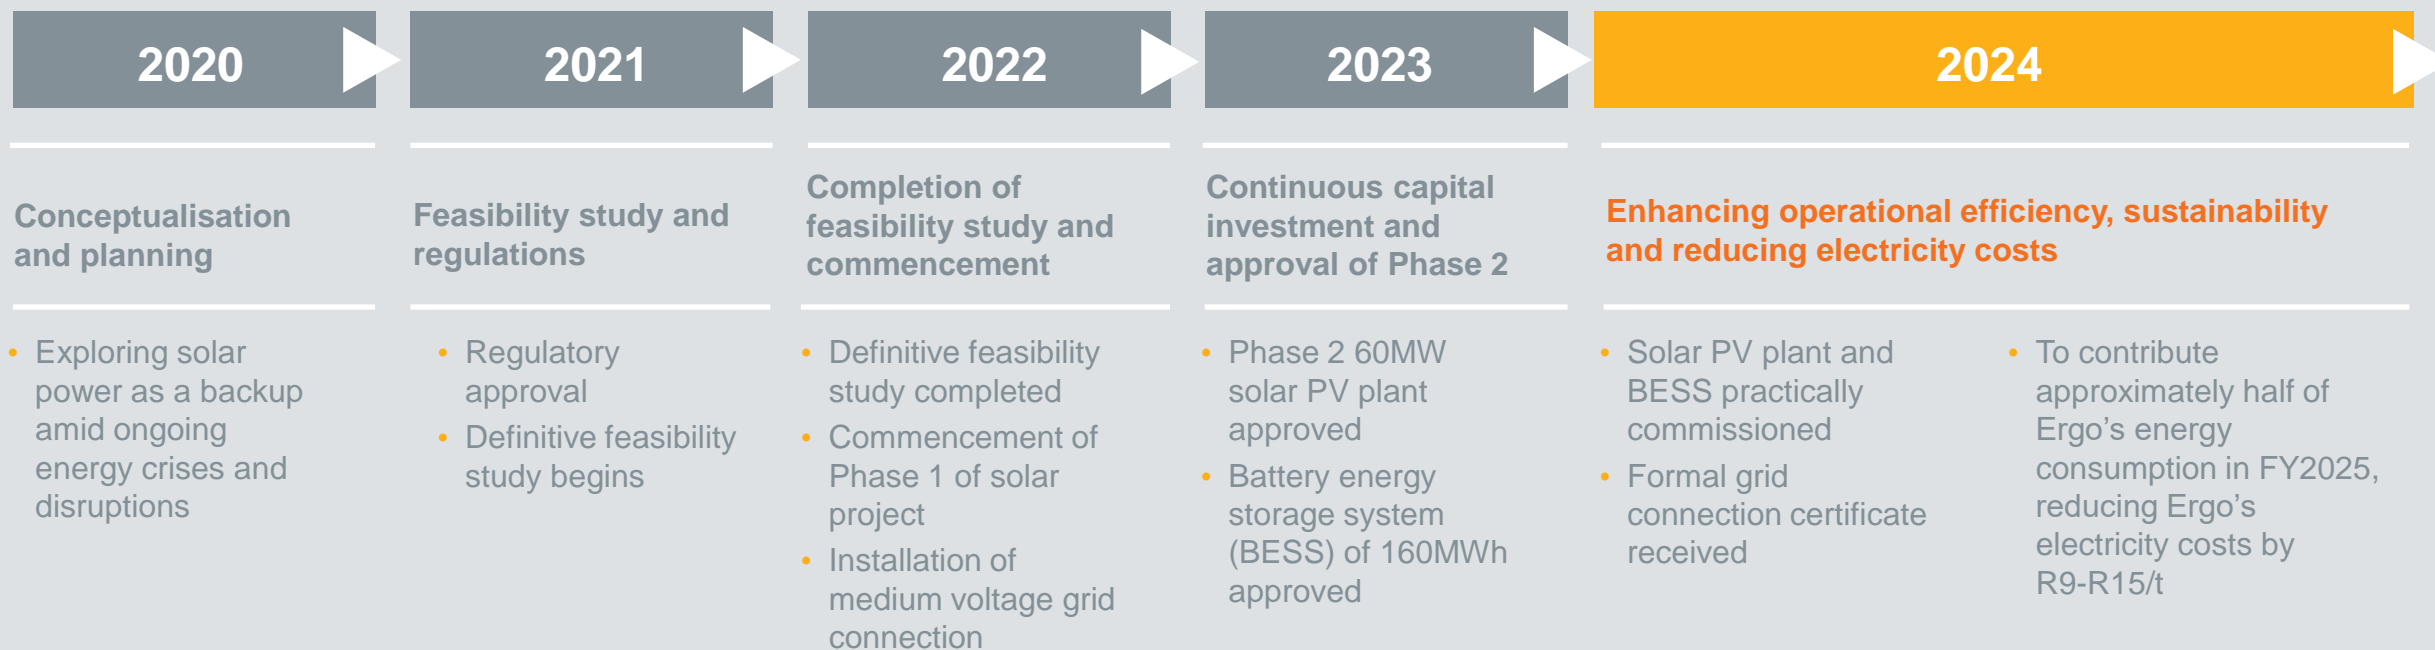 2020
Conceptualisation
and planning
• Exploring solar
power as a backup
amid ongoing
energy crises and
disruptions
2021
Feasibility study and
regulations
• Regulatory
approval
• Definitive feasibility
study begins
2022
Completion of
feasibility study and
commencement
• Definitive feasibility
study completed
• Commencement of
Phase 1 of solar
project
• Installation of
medium voltage grid
connection
2023
Continuous capital
investment and
approval of Phase 2
• Phase 2 60MW
solar PV plant
approved
• Battery energy
storage system
(BESS) of 160MWh
approved
2024
Enhancing operational efficiency, sustainability
and reducing electricity costs
• Solar PV plant and
BESS practically
commissioned
• Formal grid
connection certificate
received
• To contribute
approximately half of
Ergo’s energy
consumption in FY2025,
reducing Ergo’s
electricity costs by
R9-R15/t